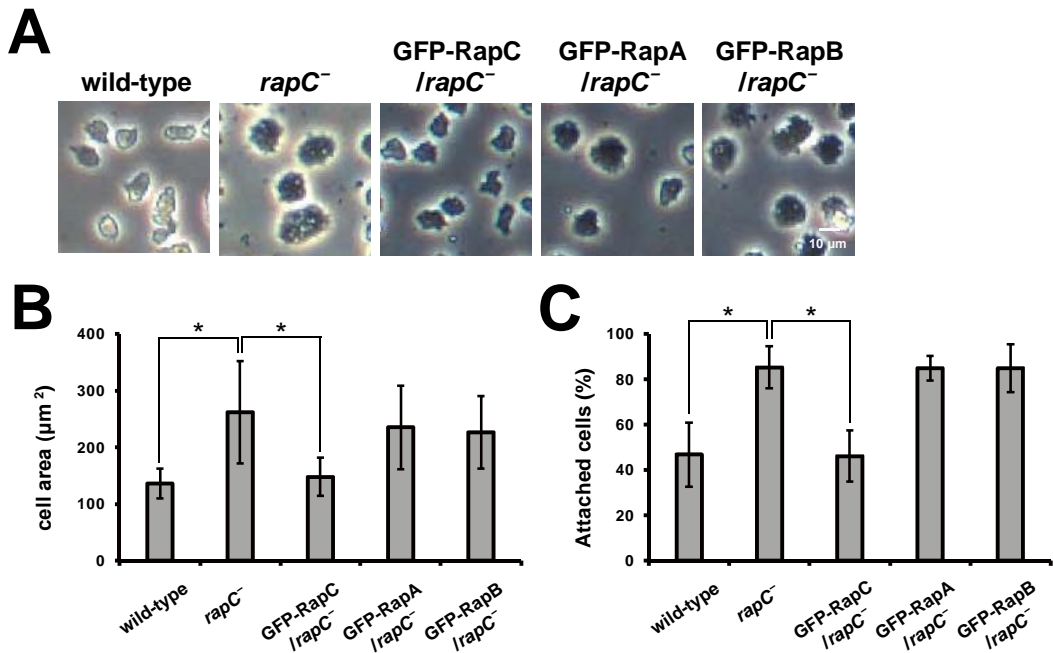 A
wild-type
rapC⁻
GFP-RapC
/rapC⁻
GFP-RapA
/rapC⁻
GFP-RapB
/rapC⁻
10 μm
B
cell area (μm ²)
400
300
200
100
0
*
*
wild-type
rapC⁻
GFP-RapC
/rapC⁻
GFP-RapA
/rapC⁻
GFP-RapB
/rapC⁻
C
Attached cells (%)
100
80
60
40
20
0
*
*
wild-type
rapC⁻
GFP-RapC
/rapC⁻
GFP-RapA
/rapC⁻
GFP-RapB
/rapC⁻